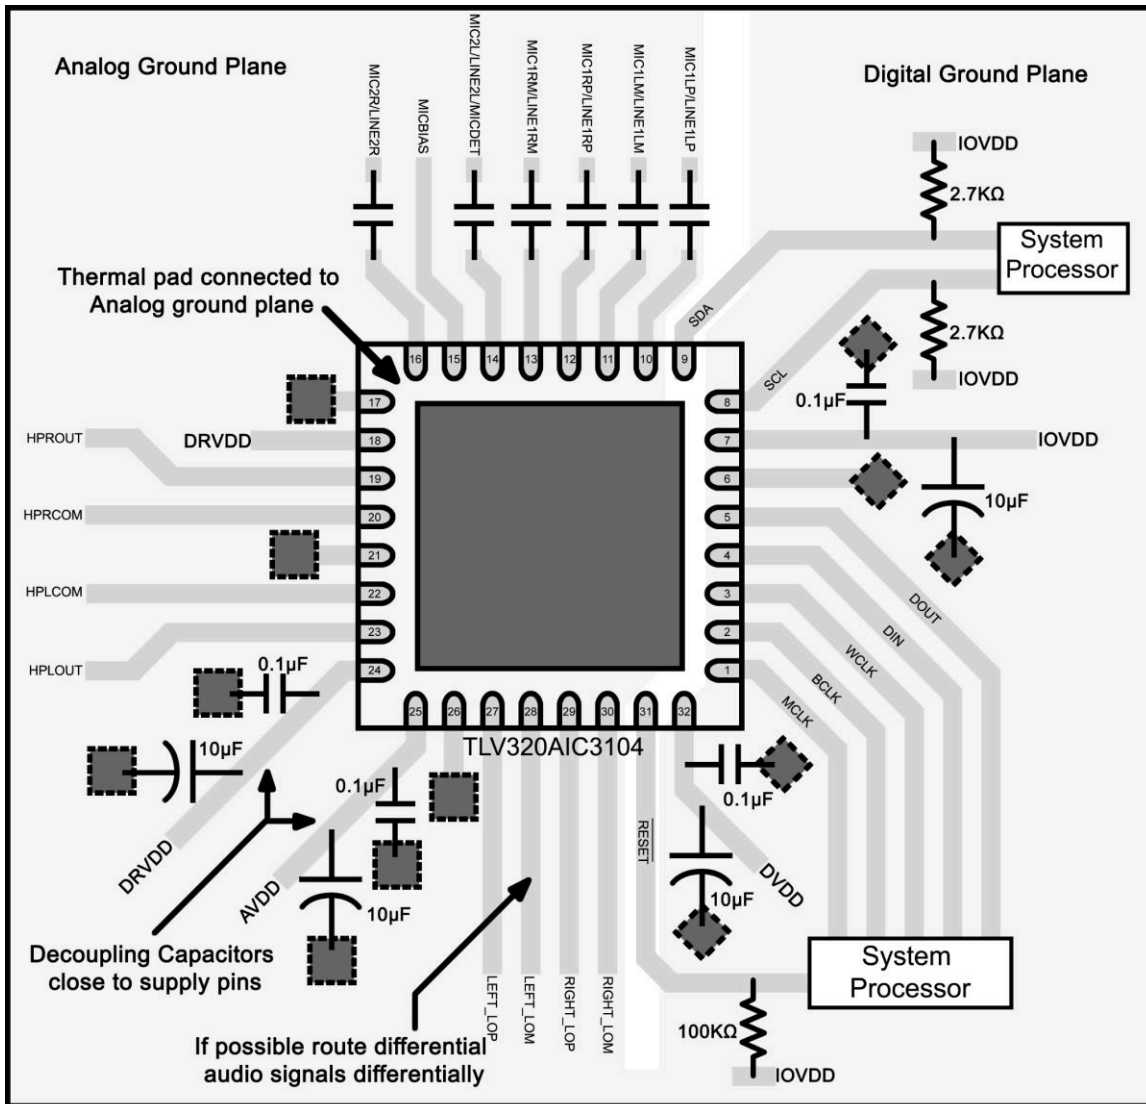 Analog Ground Plane
Digital Ground Plane
MIC2R/LINE2R
MICBIAS
MIC2L/LINE2L/MICDET
MIC1RM/LINE1RM
MIC1RP/LINE1RP
MIC1LM/LINE1LM
MIC1LP/LINE1LP
IOVDD
2.7KΩ
System
Processor
Thermal pad connected to
Analog ground plane
SDA
SCL
2.7KΩ
IOVDD
0.1µF
16
15
14
13
12
11
10
9
17
8
HPROUT
DRVDD
18
7
IOVDD
19
6
10µF
HPRCOM
20
5
21
4
HPLCOM
22
3
DOUT
DIN
WCLK
BCLK
MCLK
HPLOUT
23
2
24
1
0.1µF
25
26
27
28
29
30
31
32
TLV320AIC3104
10µF
0.1µF
0.1µF
DRVDD
AVDD
10µF
RESET
10µF
DVDD
Decoupling Capacitors
close to supply pins
System
Processor
LEFT_LOP
LEFT_LOM
RIGHT_LOP
RIGHT_LOM
100KΩ
If possible route differential
audio signals differentially
IOVDD